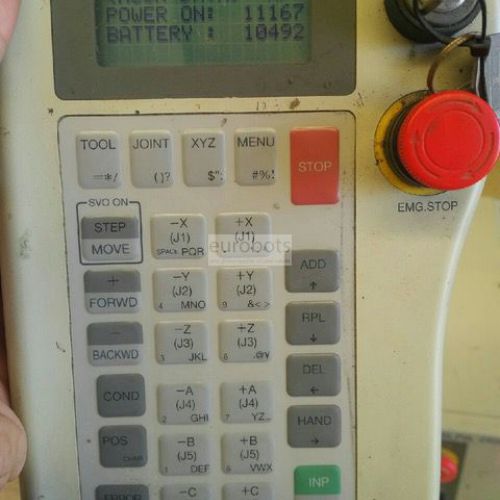 POWER ON: 11167
BATTERY : 10492
TOOL JOINT XYZ MENU STOP
=*/ ()? $": #%!
EMG.STOP
SVO ON
STEP
MOVE
-X
(J1)
SPACE PQR
+X
(J1)
eurobots
ADD
+
FORWD
-Y
(J2)
4 MNO
+Y
(J2)
9 &<>
RPL
-
BACKWD
-Z
(J3)
3 JKL
+Z
(J3)
DEL
COND
-A
(J4)
2 GHI
+A
(J4)
7 YZ_
HAND
POS
CHAR
-B
(J5)
1 DEF
+B
(J5)
VWX
INP
ERROR
-C
+C